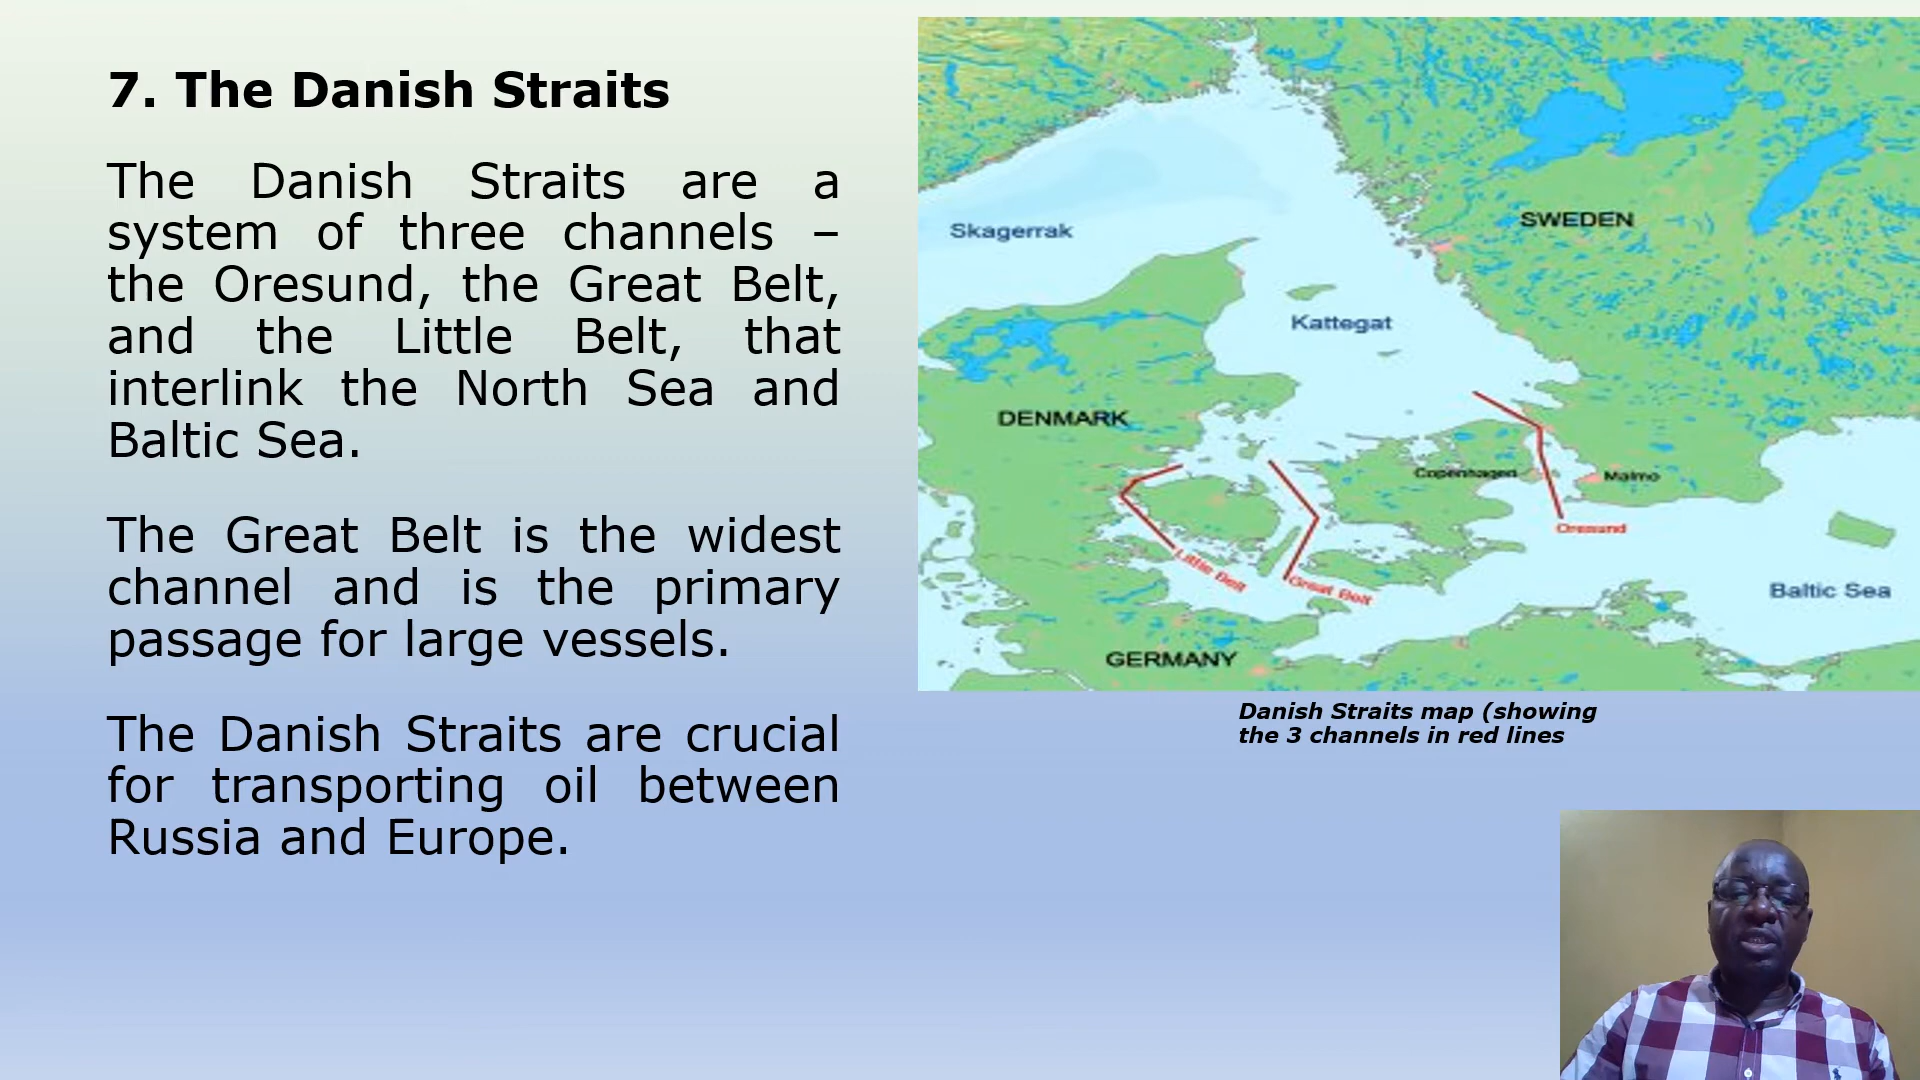 7. The Danish Straits
The Danish Straits are a
system of three channels –
the Oresund, the Great Belt,
and the Little Belt, that
interlink the North Sea and
Baltic Sea.
The Great Belt is the widest
channel and is the primary
passage for large vessels.
The Danish Straits are crucial
for transporting oil between
Russia and Europe.
Skagerrak
SWEDEN
Kattegat
DENMARK
Copenhagen
Malmo
Oresund
Little Belt
Great Belt
Baltic Sea
GERMANY
Danish Straits map (showing
the 3 channels in red lines